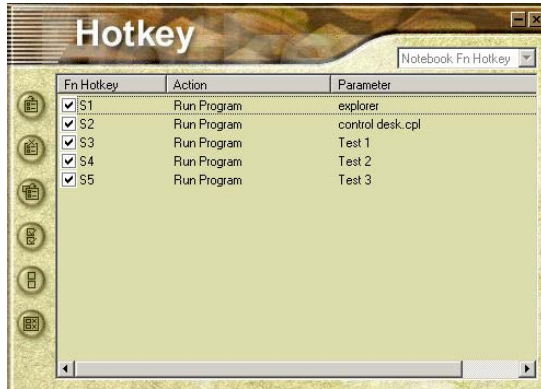 Hotkey
Notebook Fn Hotkey
Fn Hotkey Action Parameter
S1 Run Program explorer
S2 Run Program control desk.cpl
S3 Run Program Test 1
S4 Run Program Test 2
S5 Run Program Test 3